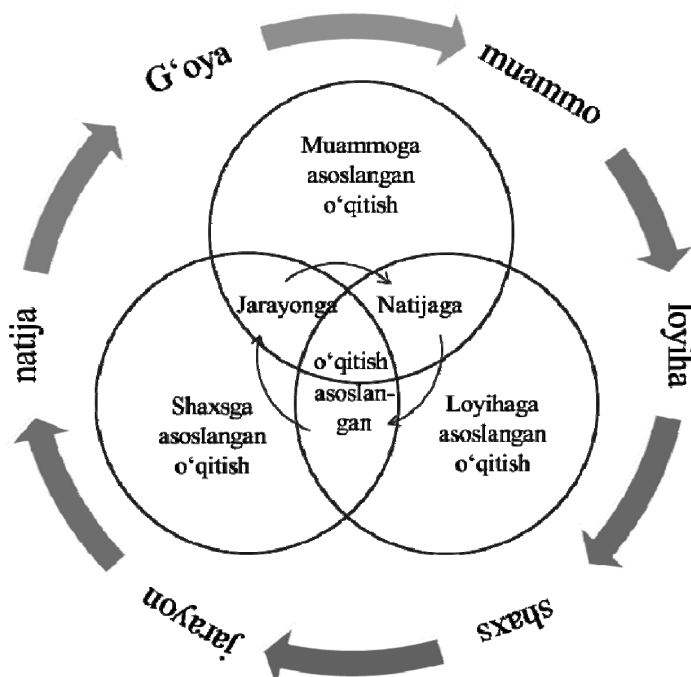 G‘oya
muammo
Muammoga
asoslangan
o‘qitish
Jarayonga
Natijaga
natija
loyiha
o‘qitish
asoslan-
gan
Shaxsga
asoslangan
o‘qitish
Loyihaga
asoslangan
o‘qitish
jarayon
shaxs